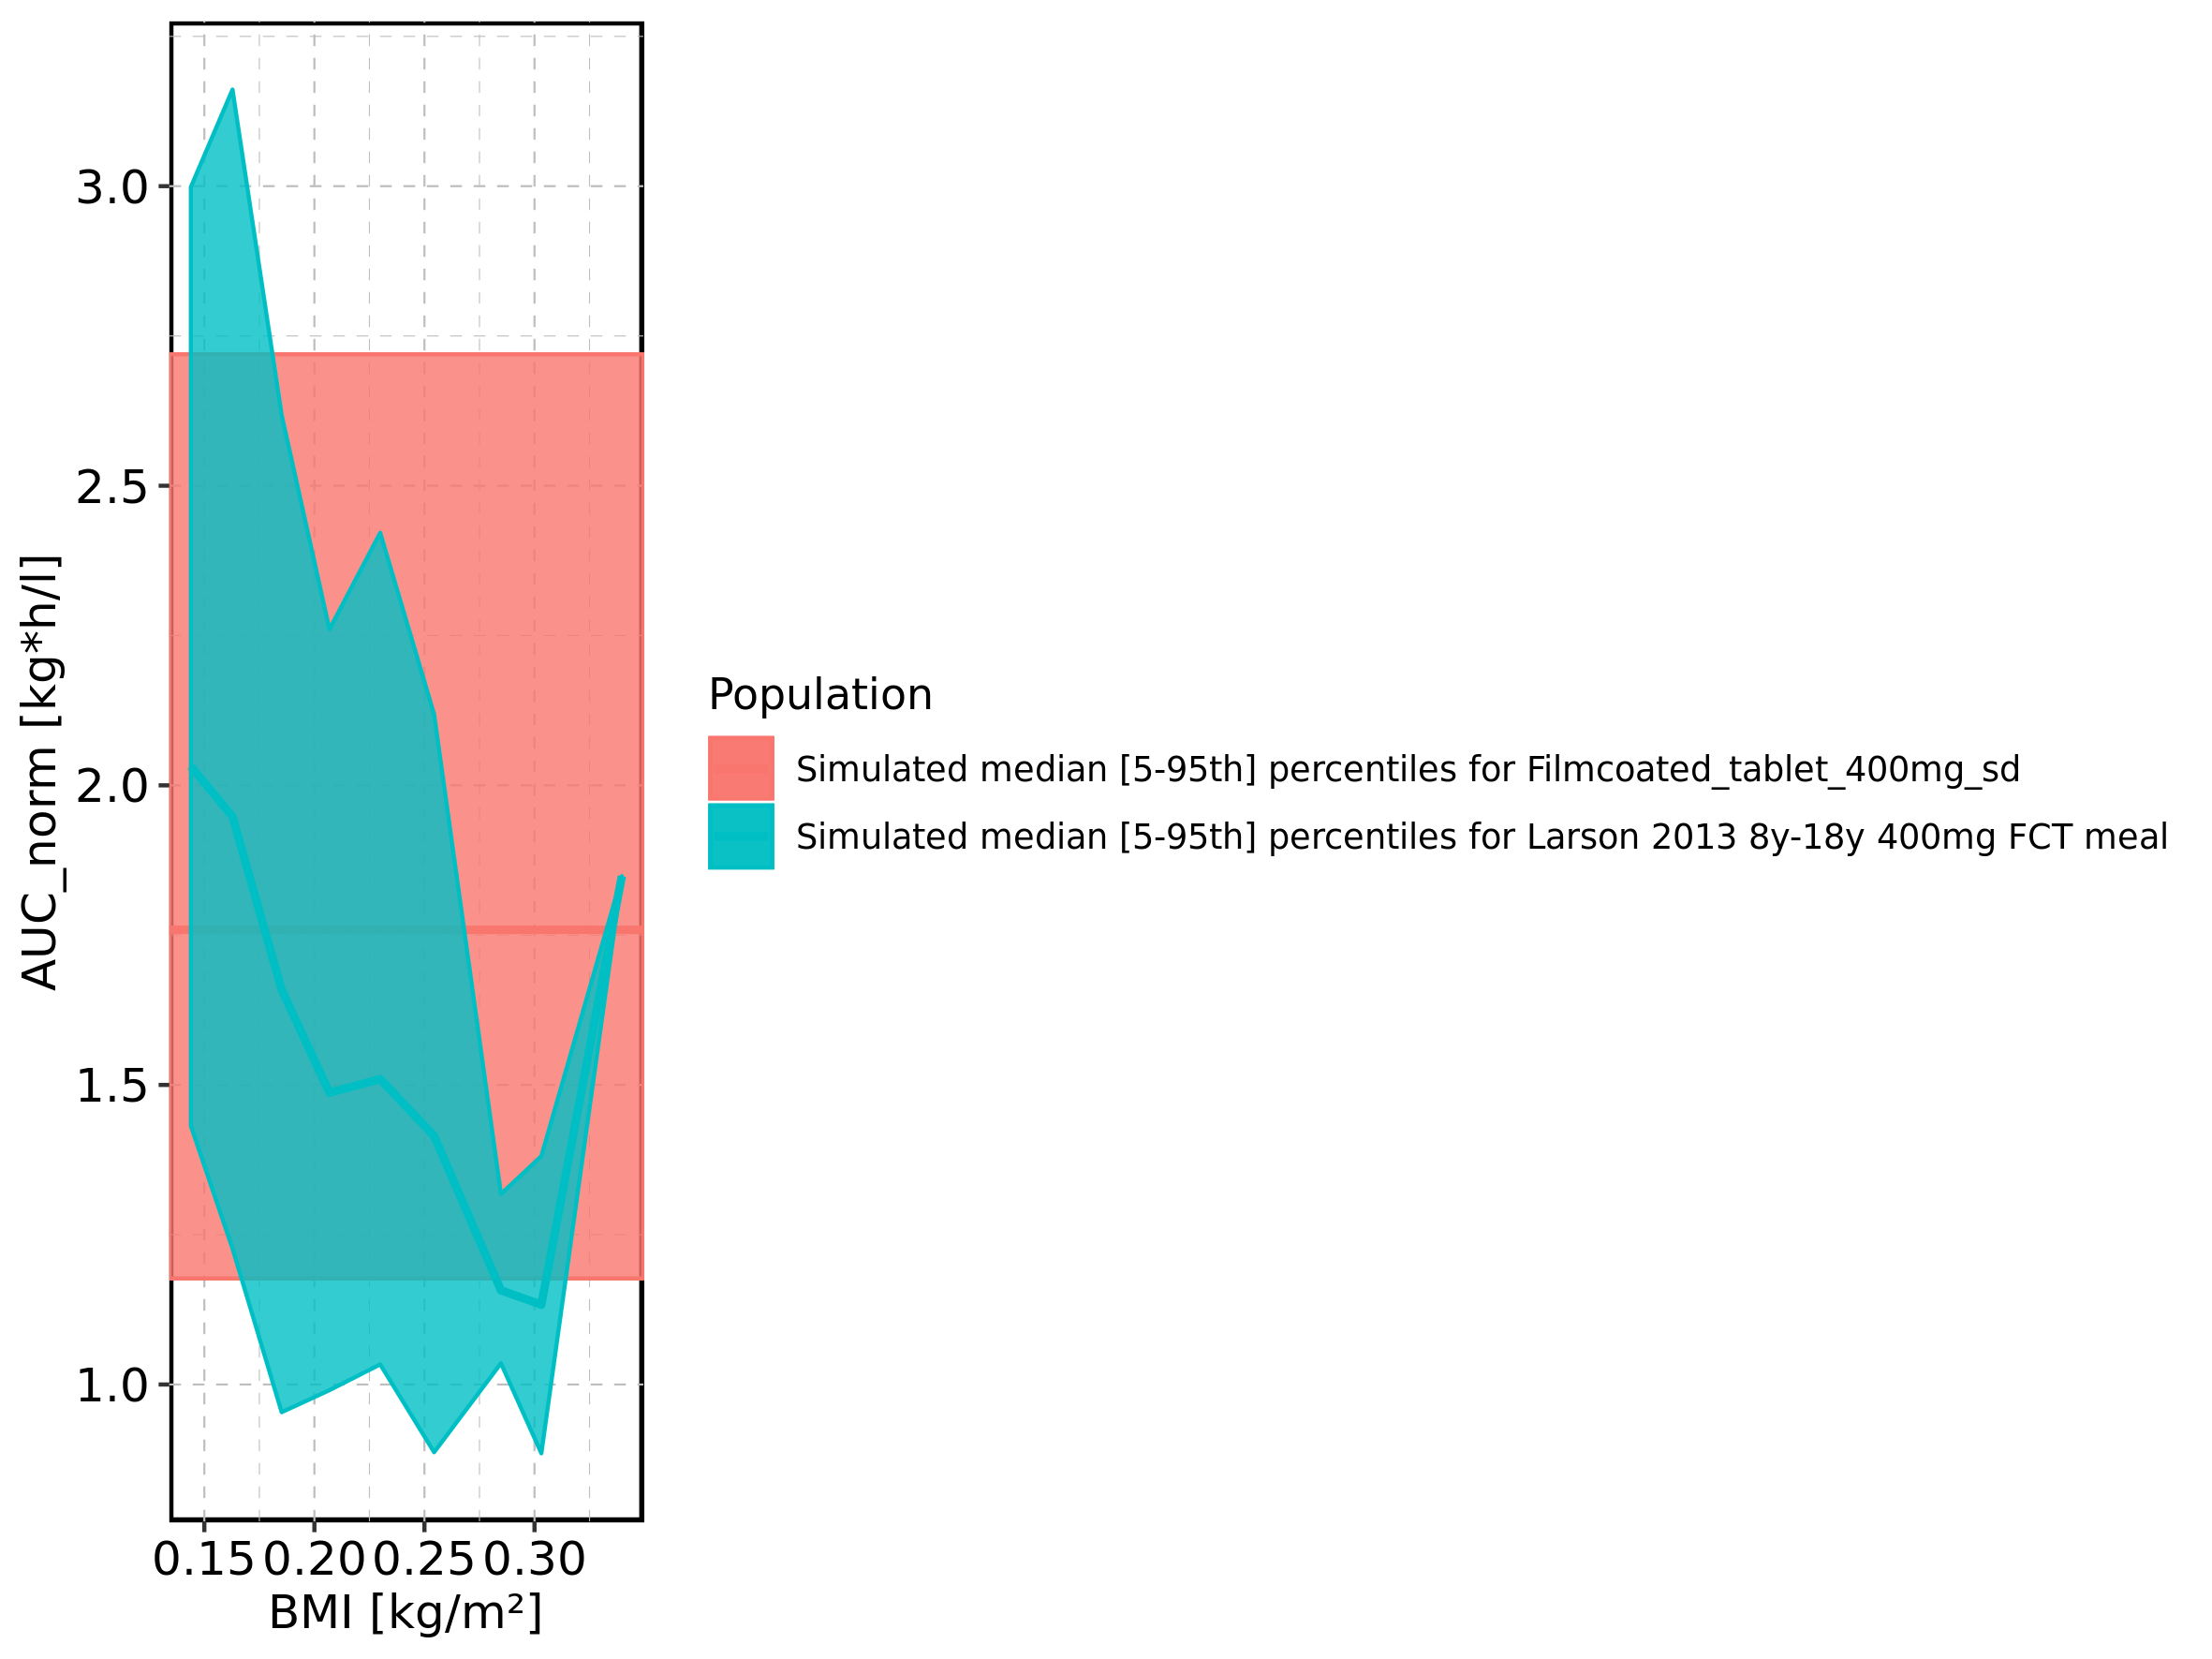 3.0
2.5
2.0
1.5
1.0
AUC_norm [kg*h/l]
0.15 0.20 0.25 0.30
BMI [kg/m²]
Population
Simulated median [5-95th] percentiles for Filmcoated_tablet_400mg_sd
Simulated median [5-95th] percentiles for Larson 2013 8y-18y 400mg FCT meal